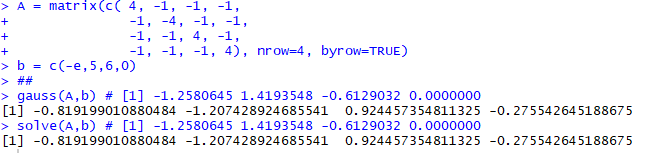 > A = matrix(c( 4, -1, -1, -1,
+ -1, -4, -1, -1,
+ -1, -1, 4, -1,
+ -1, -1, -1, 4), nrow=4, byrow=TRUE)
> b = c(-e,5,6,0)
> ##
> gauss(A,b) # [1] -1.2580645 1.4193548 -0.6129032 0.0000000
[1] -0.819199010880484 -1.207428924685541 0.924457354811325 -0.275542645188675
> solve(A,b) # [1] -1.2580645 1.4193548 -0.6129032 0.0000000
[1] -0.819199010880484 -1.207428924685541 0.924457354811325 -0.275542645188675